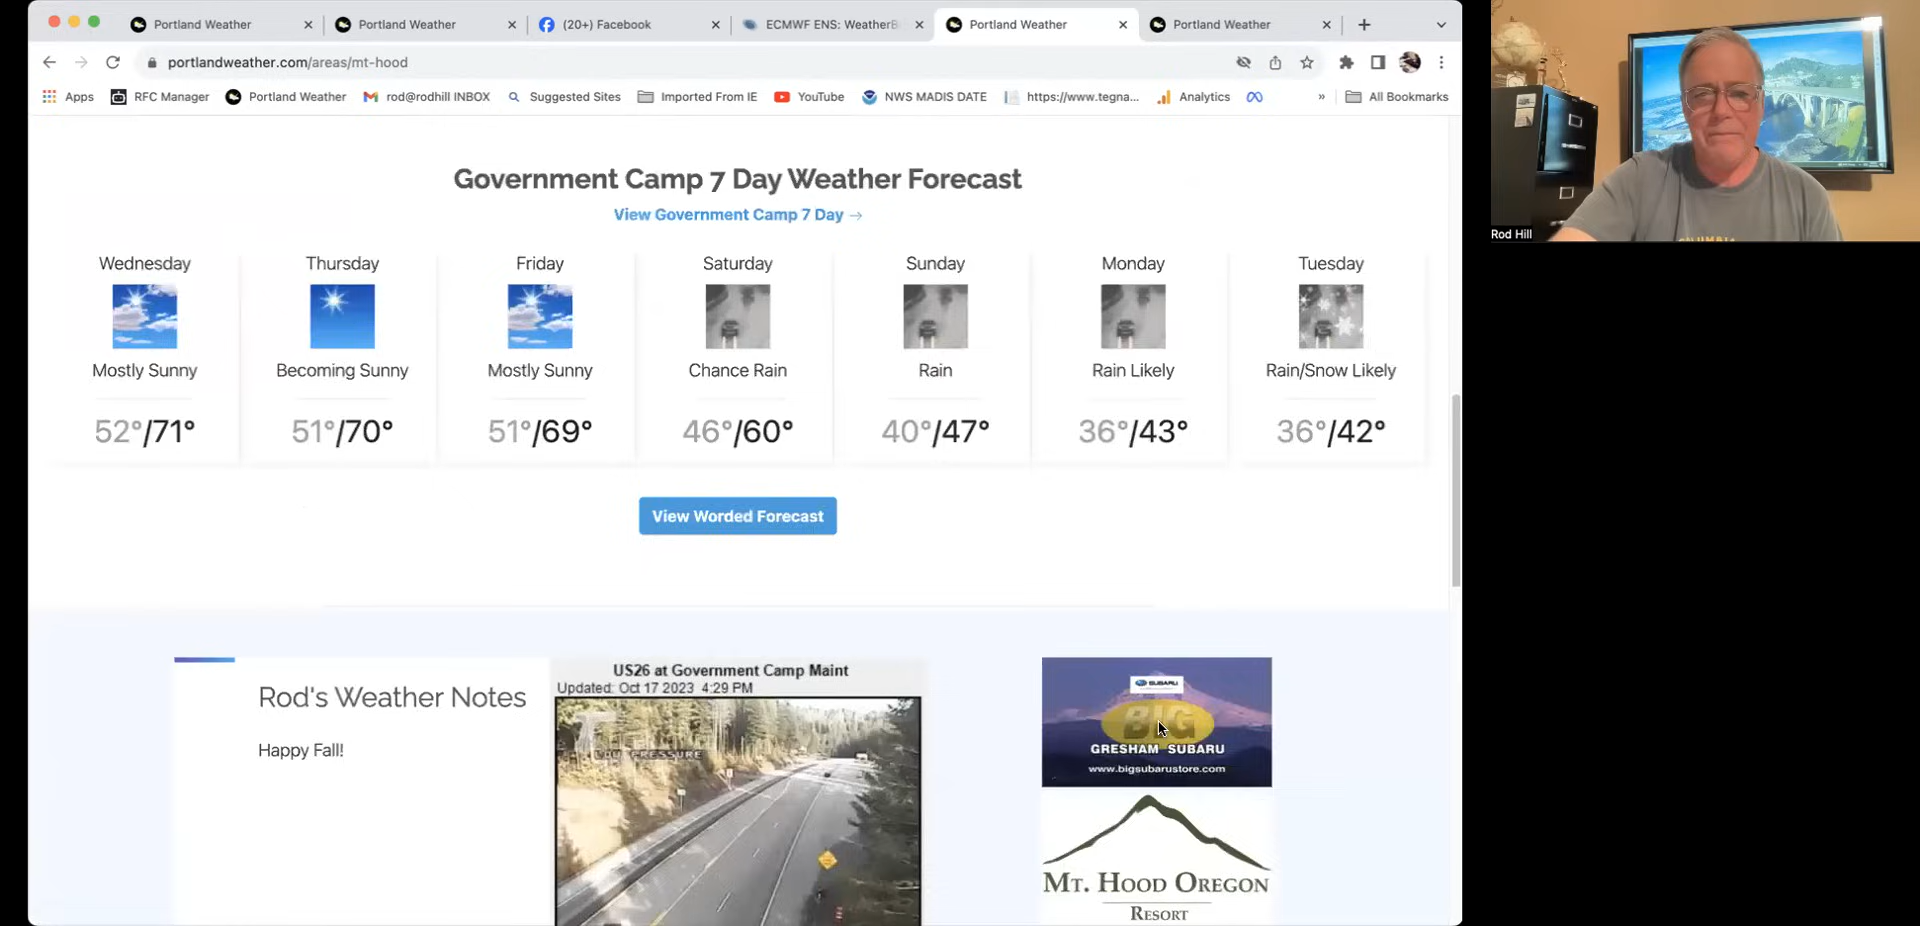 Portland Weather
Portland Weather
(20+) Facebook
ECMWF ENS: WeatherB
Portland Weather
Portland Weather
portlandweather.com/areas/mt-hood
Apps
RFC Manager
Portland Weather
rod@rodhill INBOX
Suggested Sites
Imported From IE
YouTube
NWS MADIS DATE
https://www.tegna...
Analytics
»
All Bookmarks
Rod Hill
Government Camp 7 Day Weather Forecast
View Government Camp 7 Day →
Wednesday
Thursday
Friday
Saturday
Sunday
Monday
Tuesday
Mostly Sunny
Becoming Sunny
Mostly Sunny
Chance Rain
Rain
Rain Likely
Rain/Snow Likely
52°/71°
51°/70°
51°/69°
46°/60°
40°/47°
36°/43°
36°/42°
View Worded Forecast
Rod's Weather Notes
Happy Fall!
US26 at Government Camp Maint
Updated: Oct 17 2023 4:29 PM
LOW PRESSURE
SUBARU
BIG
GRESHAM SUBARU
www.bigsubarustore.com
MT. HOOD OREGON
RESORT